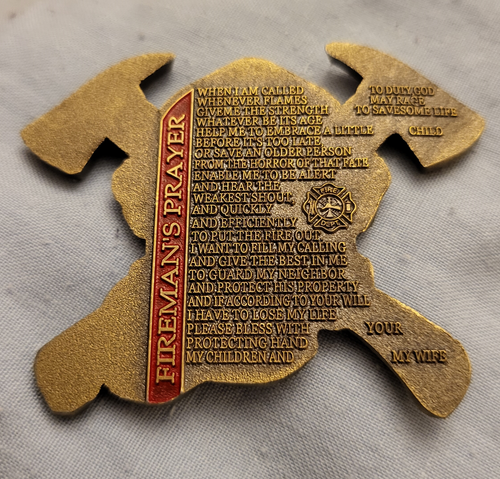 FIREMAN'S PRAYER
WHEN I AM CALLED TO DUTY GOD
WHENEVER FLAMES MAY RAGE
GIVE ME THE STRENGTH TO SAVE SOME LIFE
WHATEVER BE ITS AGE
HELP ME TO EMBRACE A LITTLE CHILD
BEFORE IT'S TOO LATE
OR SAVE AN OLDER PERSON
FROM THE HORROR OF THAT FATE
ENABLE ME TO BE ALERT
AND HEAR THE
WEAKEST SHOUT
AND QUICKLY
AND EFFICIENTLY
TO PUT THE FIRE OUT
I WANT TO FILL MY CALLING
AND GIVE THE BEST IN ME
TO GUARD MY NEIGHBOR
AND PROTECT HIS PROPERTY
AND IF ACCORDING TO YOUR WILL
I HAVE TO LOSE MY LIFE
PLEASE BLESS WITH YOUR
PROTECTING HAND
MY CHILDREN AND MY WIFE
FIRE
DEPT